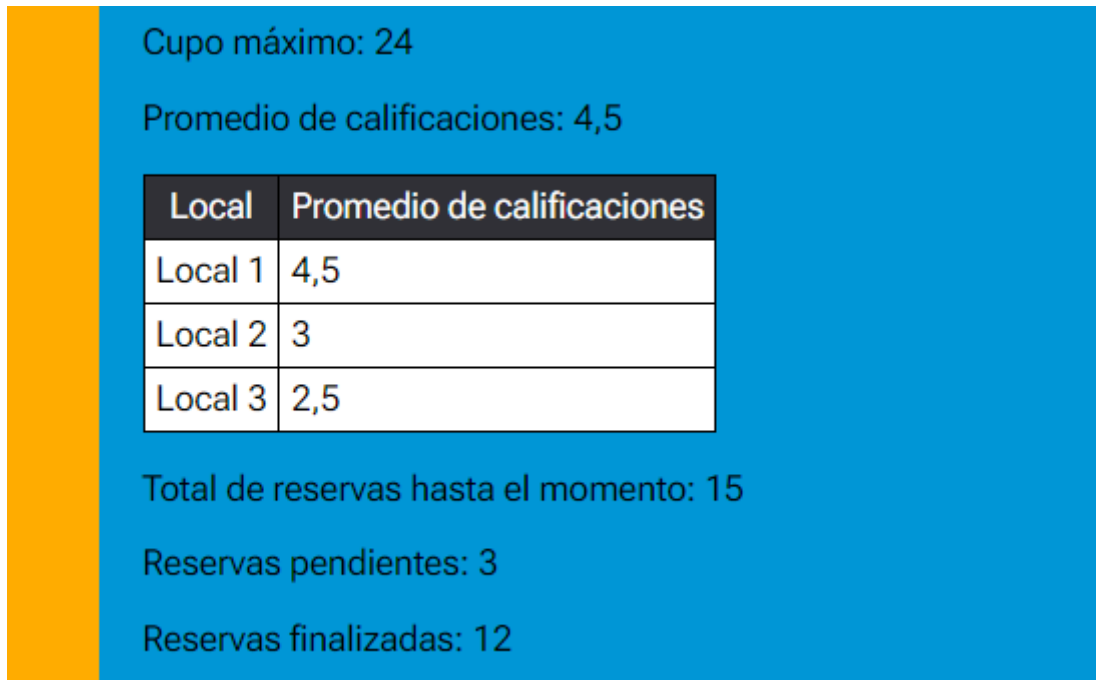 Cupo máximo: 24
Promedio de calificaciones: 4,5
Local Promedio de calificaciones
Local 1 4,5
Local 2 3
Local 3 2,5
Total de reservas hasta el momento: 15
Reservas pendientes: 3
Reservas finalizadas: 12